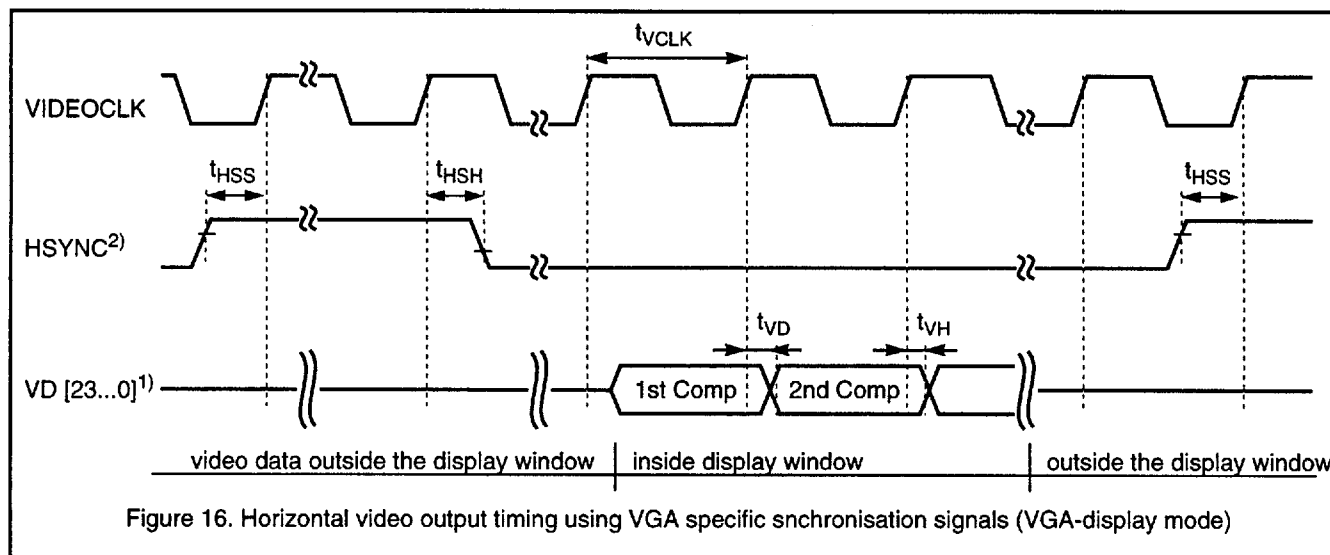 tVCLK
VIDEOCLK
tHSS
tHSH
tHSS
HSYNC2)
tVD
tVH
VD [23...0]1)
1st Comp
2nd Comp
video data outside the display window
inside display window
outside the display window
Figure 16. Horizontal video output timing using VGA specific snchronisation signals (VGA-display mode)